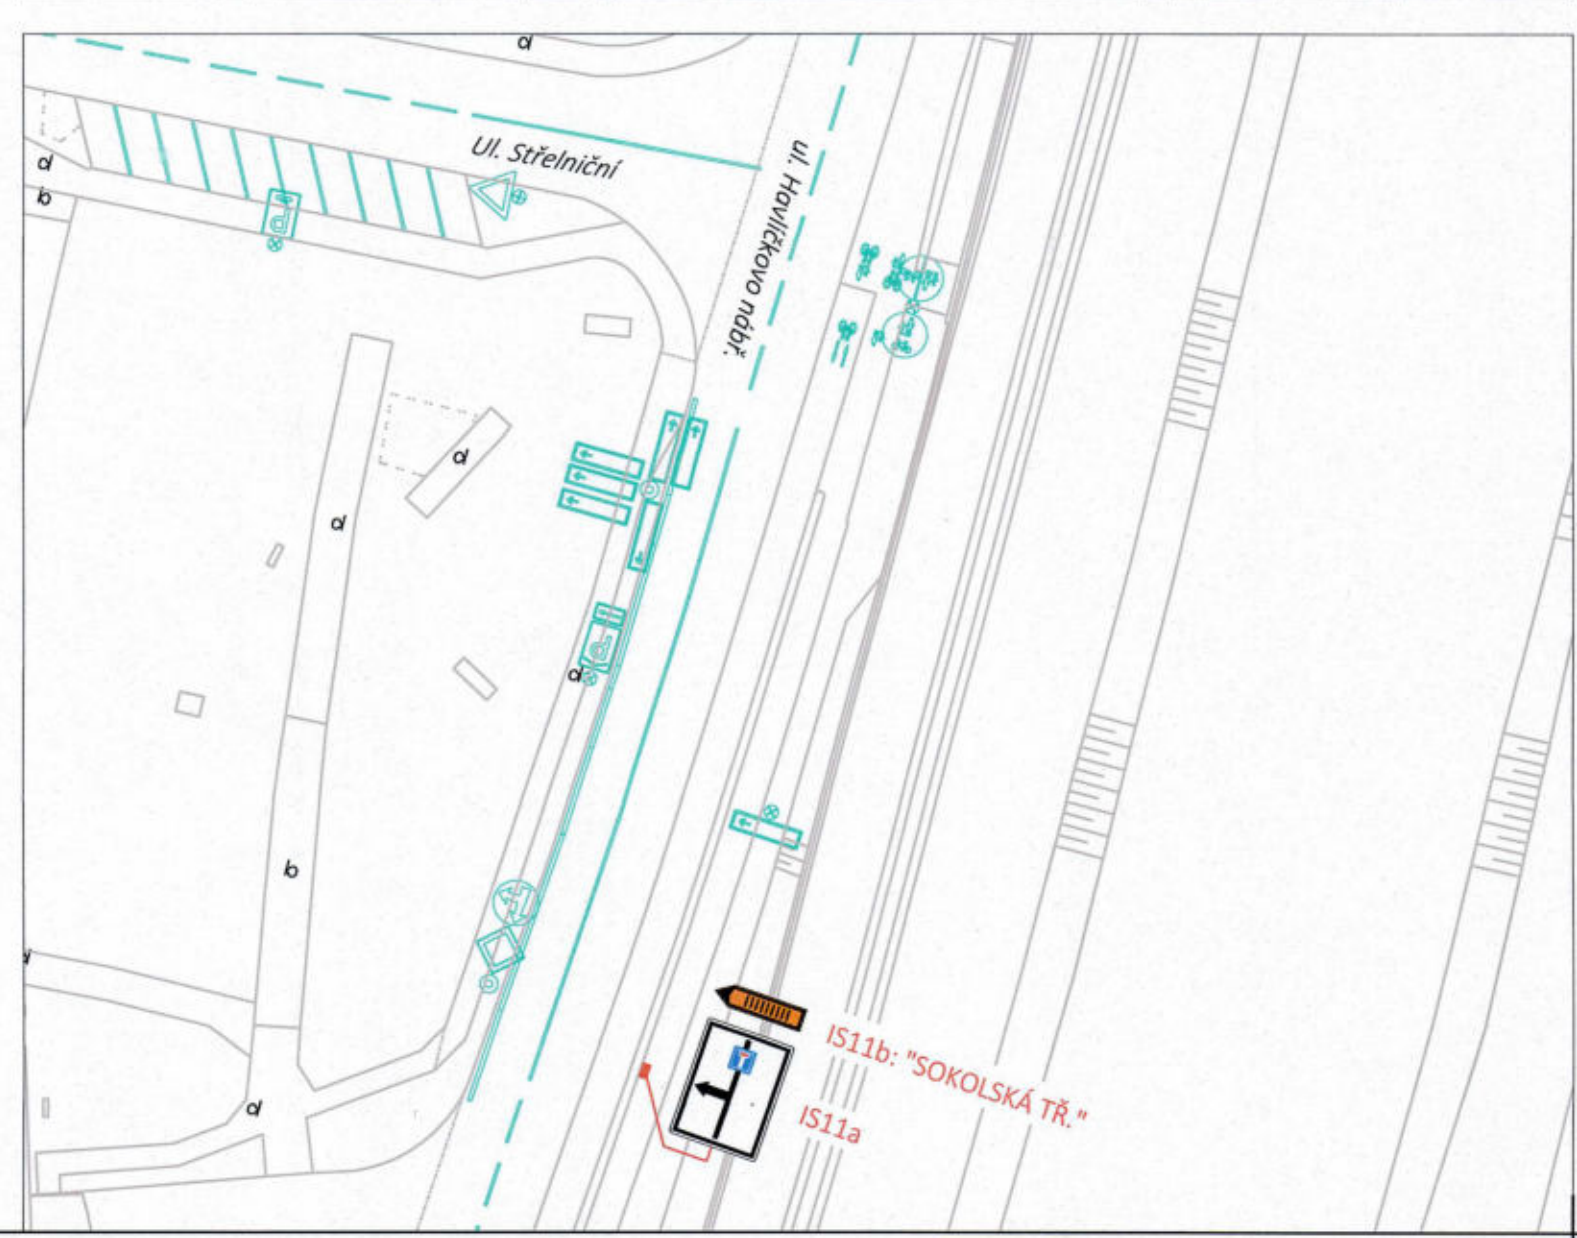 d
Ul. Střelniční
ul. Havlíčkovo nábř.
d
b
P
d
d
P
d
b
d
d
IS11b: "SOKOLSKÁ TŘ."
IS11a